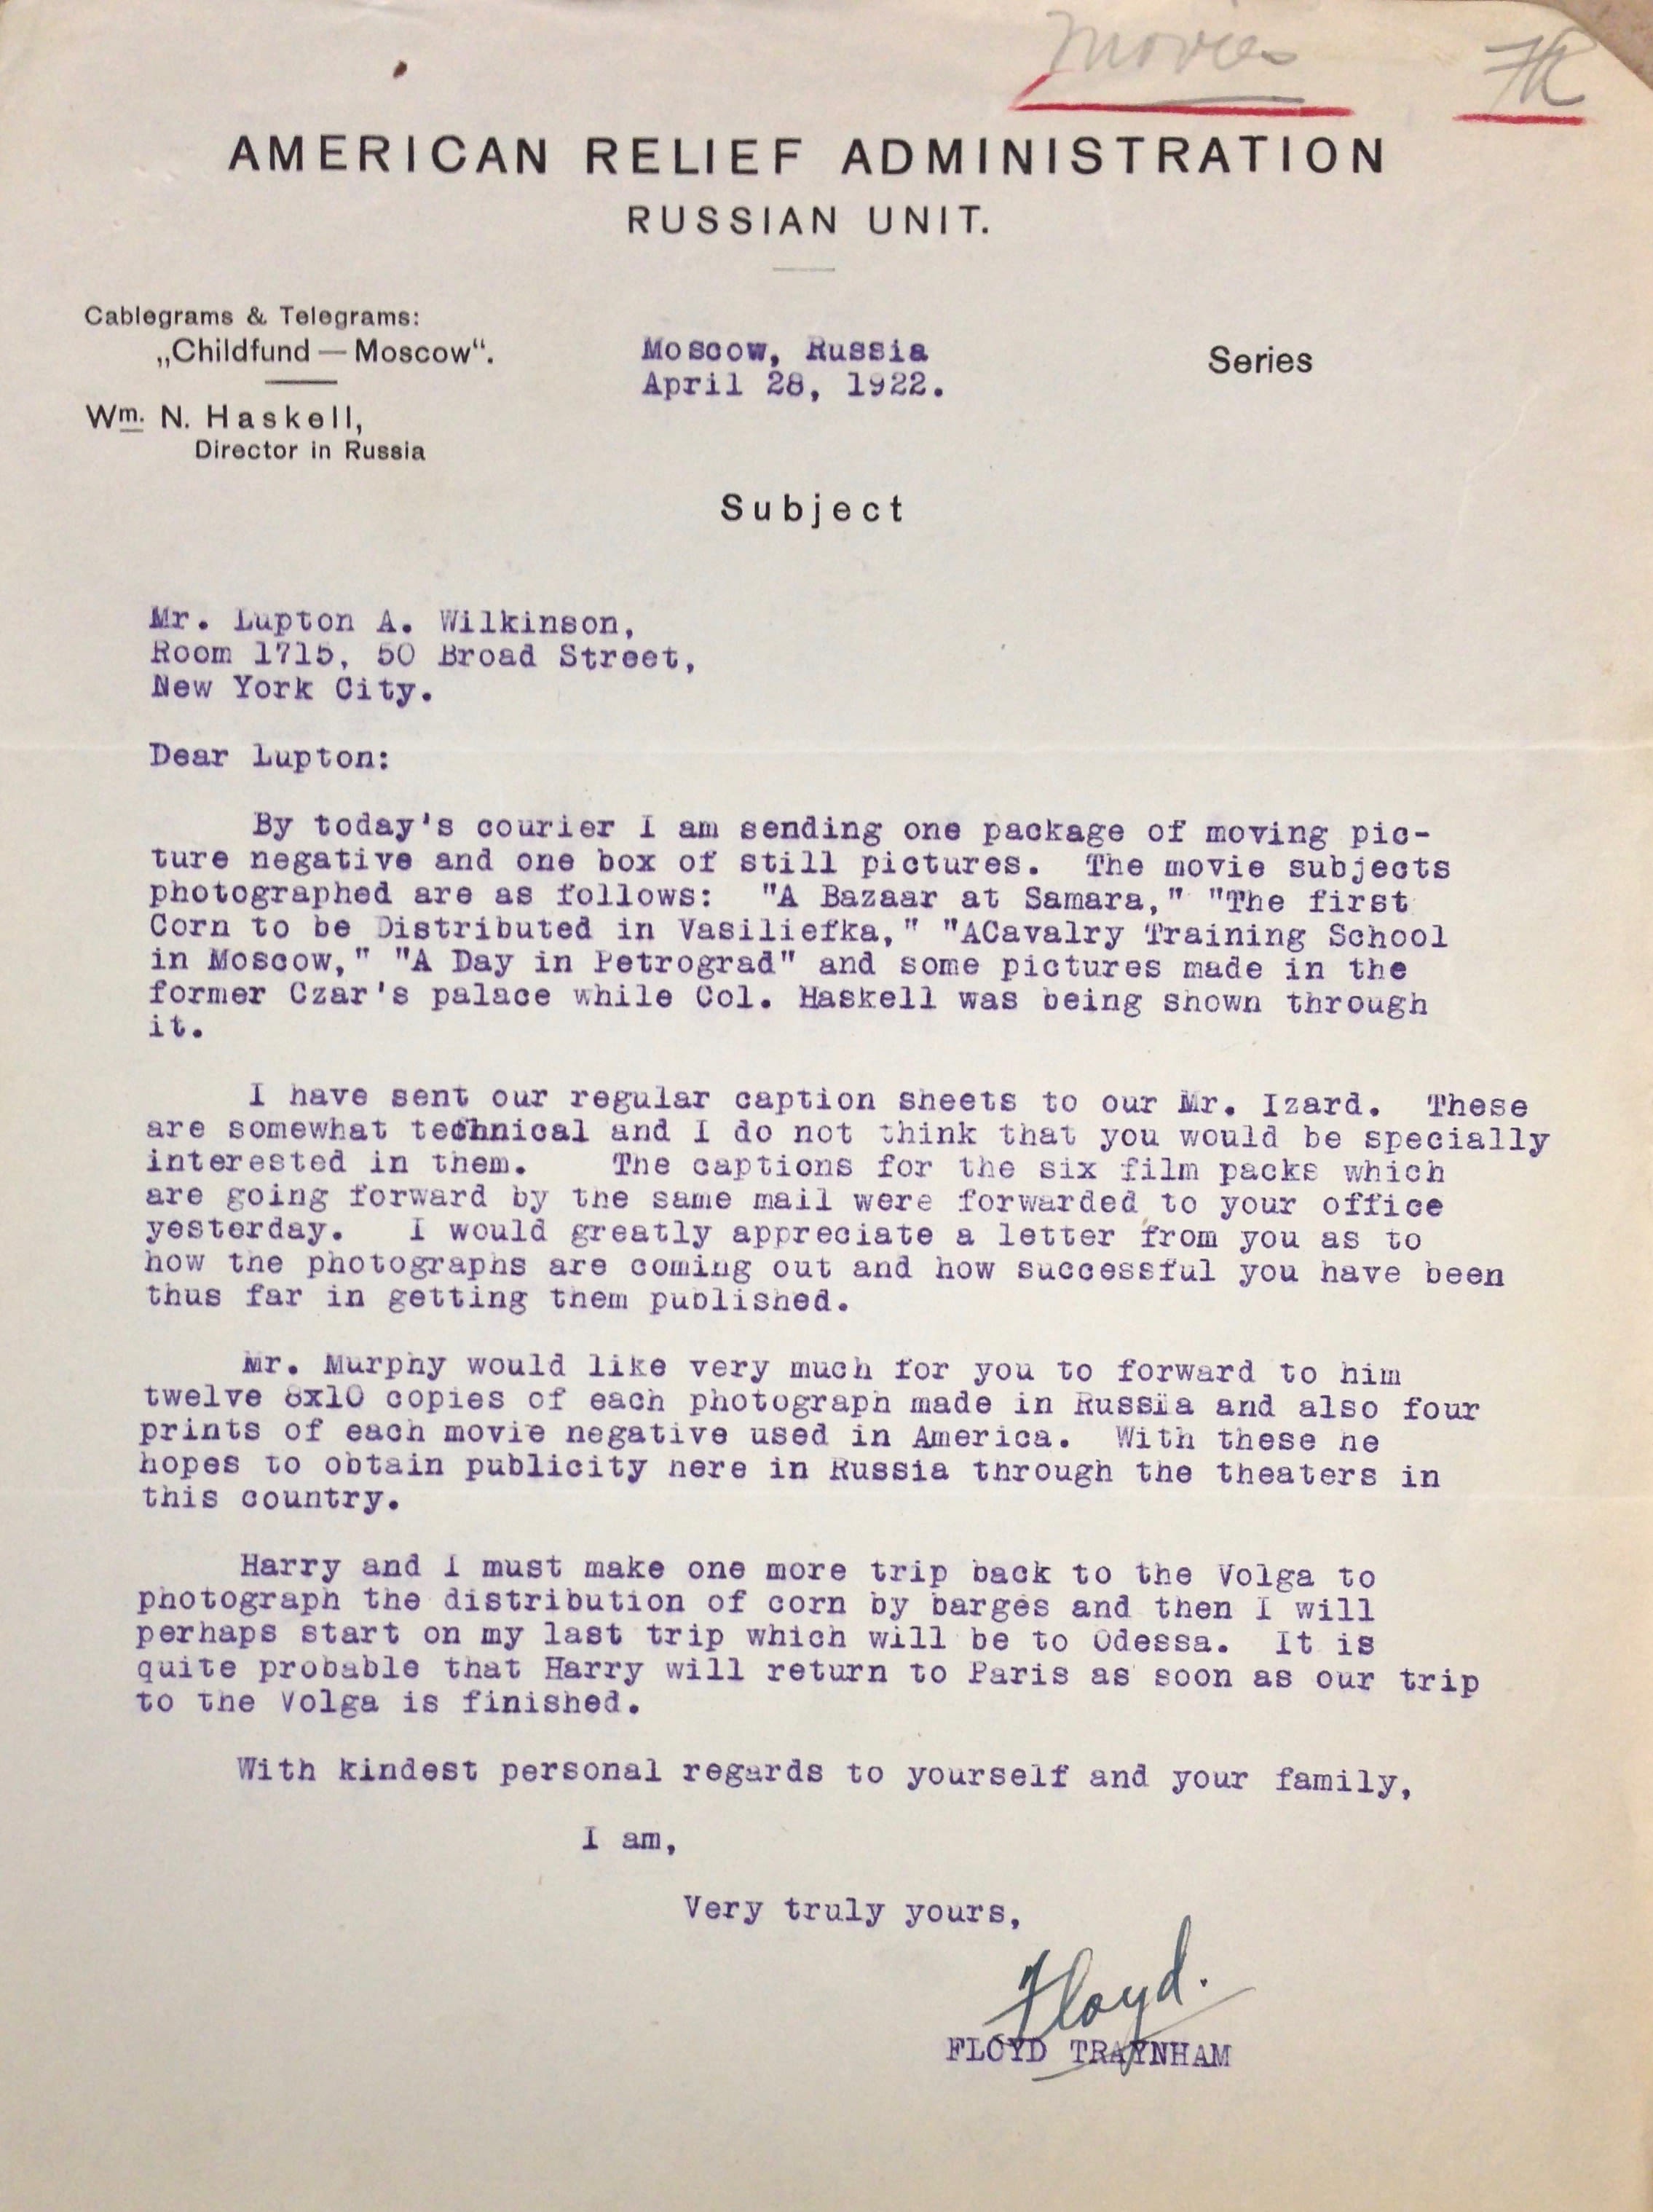 Movies FR
AMERICAN RELIEF ADMINISTRATION
RUSSIAN UNIT.
Cablegrams & Telegrams:
„Childfund — Moscow“.
Moscow, Russia
April 28, 1922.
Series
Wm. N. Haskell,
Director in Russia
Subject
Mr. Lupton A. Wilkinson,
Room 1715, 50 Broad Street,
New York City.
Dear Lupton:
By today's courier I am sending one package of moving pic-
ture negative and one box of still pictures. The movie subjects
photographed are as follows: "A Bazaar at Samara," "The first
Corn to be Distributed in Vasiliefka," "ACavalry Training School
in Moscow," "A Day in Petrograd" and some pictures made in the
former Czar's palace while Col. Haskell was being shown through
it.
I have sent our regular caption sheets to our Mr. Izard. These
are somewhat technical and I do not think that you would be specially
interested in them. The captions for the six film packs which
are going forward by the same mail were forwarded to your office
yesterday. I would greatly appreciate a letter from you as to
how the photographs are coming out and how successful you have been
thus far in getting them published.
Mr. Murphy would like very much for you to forward to him
twelve 8x10 copies of each photograph made in Russia and also four
prints of each movie negative used in America. With these he
hopes to obtain publicity here in Russia through the theaters in
this country.
Harry and I must make one more trip back to the Volga to
photograph the distribution of corn by barges and then I will
perhaps start on my last trip which will be to Odessa. It is
quite probable that Harry will return to Paris as soon as our trip
to the Volga is finished.
With kindest personal regards to yourself and your family,
I am,
Very truly yours,
Floyd.
FLOYD TRAYNHAM